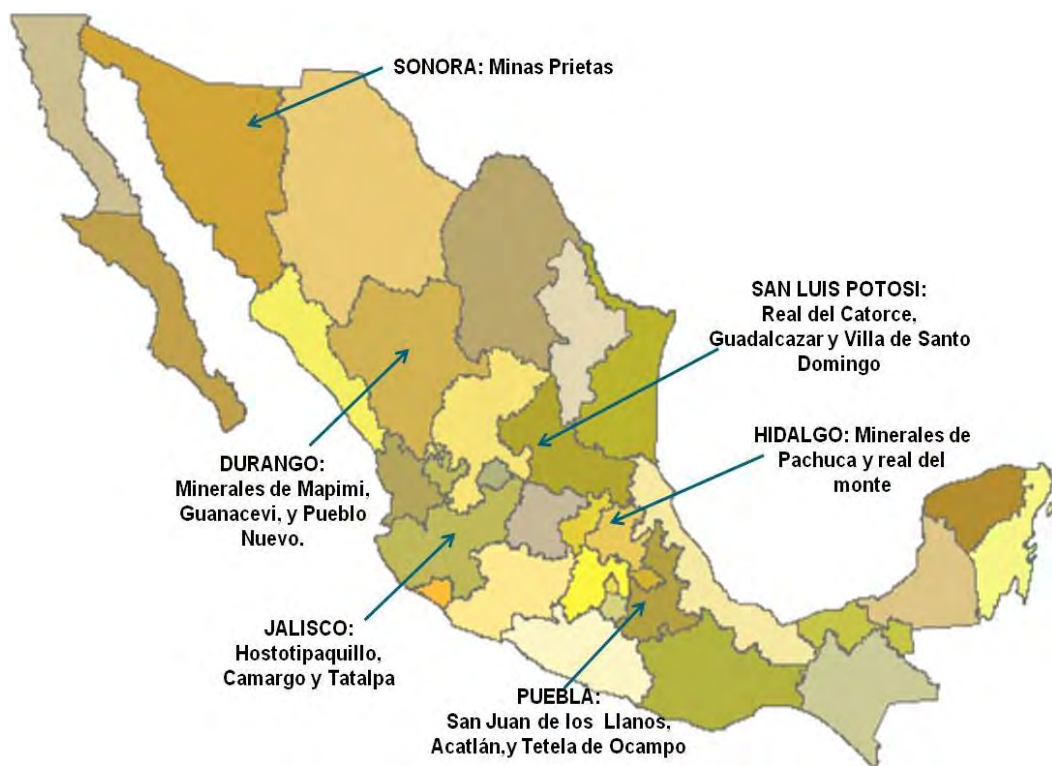 SONORA: Minas Prietas
SAN LUIS POTOSI:
Real del Catorce,
Guadalcazar y Villa de Santo
Domingo
HIDALGO: Minerales de
Pachuca y real del
monte
DURANGO:
Minerales de Mapimi,
Guanacevi, y Pueblo
Nuevo.
JALISCO:
Hostotipaquillo,
Camargo y Tatalpa
PUEBLA:
San Juan de los Llanos,
Acatlán,y Tetela de Ocampo